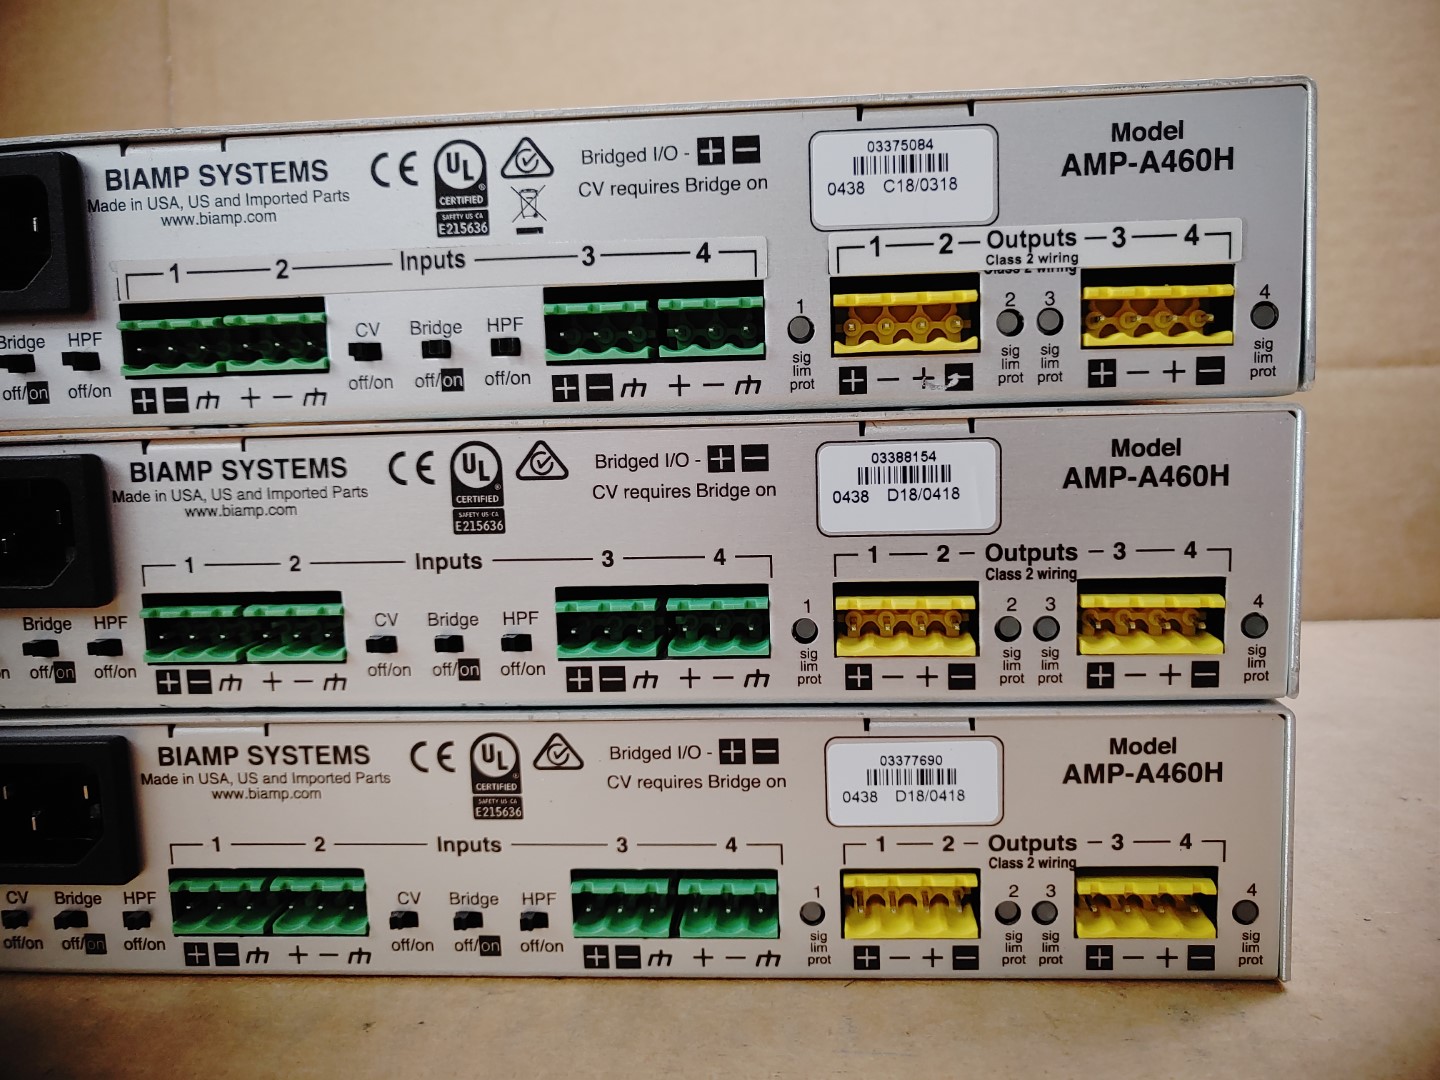 BIAMP SYSTEMS
Made in USA, US and Imported Parts
www.biamp.com
CE
UL
®
CERTIFIED
SAFETY US CA
E215636
Bridged I/O - + −
CV requires Bridge on
03375084
0438 C18/0318
Model
AMP-A460H
1 2 Inputs 3 4
1 2 Outputs 3 4
Class 2 wiring
Class 2 wiring
Bridge HPF
off/on off/on
CV Bridge HPF
off/on off/on off/on
+ − + −
+ − + −
1
sig
lim
prot
2 3
sig sig
lim lim
prot prot
4
sig
lim
prot
+ − +
+ − + −
BIAMP SYSTEMS
Made in USA, US and Imported Parts
www.biamp.com
CE
UL
®
CERTIFIED
SAFETY US CA
E215636
Bridged I/O - + −
CV requires Bridge on
03388154
0438 D18/0418
Model
AMP-A460H
1 2 Inputs 3 4
1 2 Outputs 3 4
Class 2 wiring
Bridge HPF
n off/on off/on
CV Bridge HPF
off/on off/on off/on
+ − + −
+ − + −
1
sig
lim
prot
2 3
sig sig
lim lim
prot prot
4
sig
lim
prot
+ − + −
+ − + −
BIAMP SYSTEMS
Made in USA, US and Imported Parts
www.biamp.com
CE
UL
®
CERTIFIED
SAFETY US CA
E215636
Bridged I/O - + −
CV requires Bridge on
03377690
0438 D18/0418
Model
AMP-A460H
1 2 Inputs 3 4
1 2 Outputs 3 4
Class 2 wiring
CV Bridge HPF
off/on off/on off/on
CV Bridge HPF
off/on off/on off/on
+ − + −
+ − + −
1
sig
lim
prot
2 3
sig sig
lim lim
prot prot
4
sig
lim
prot
+ − + −
+ − + −